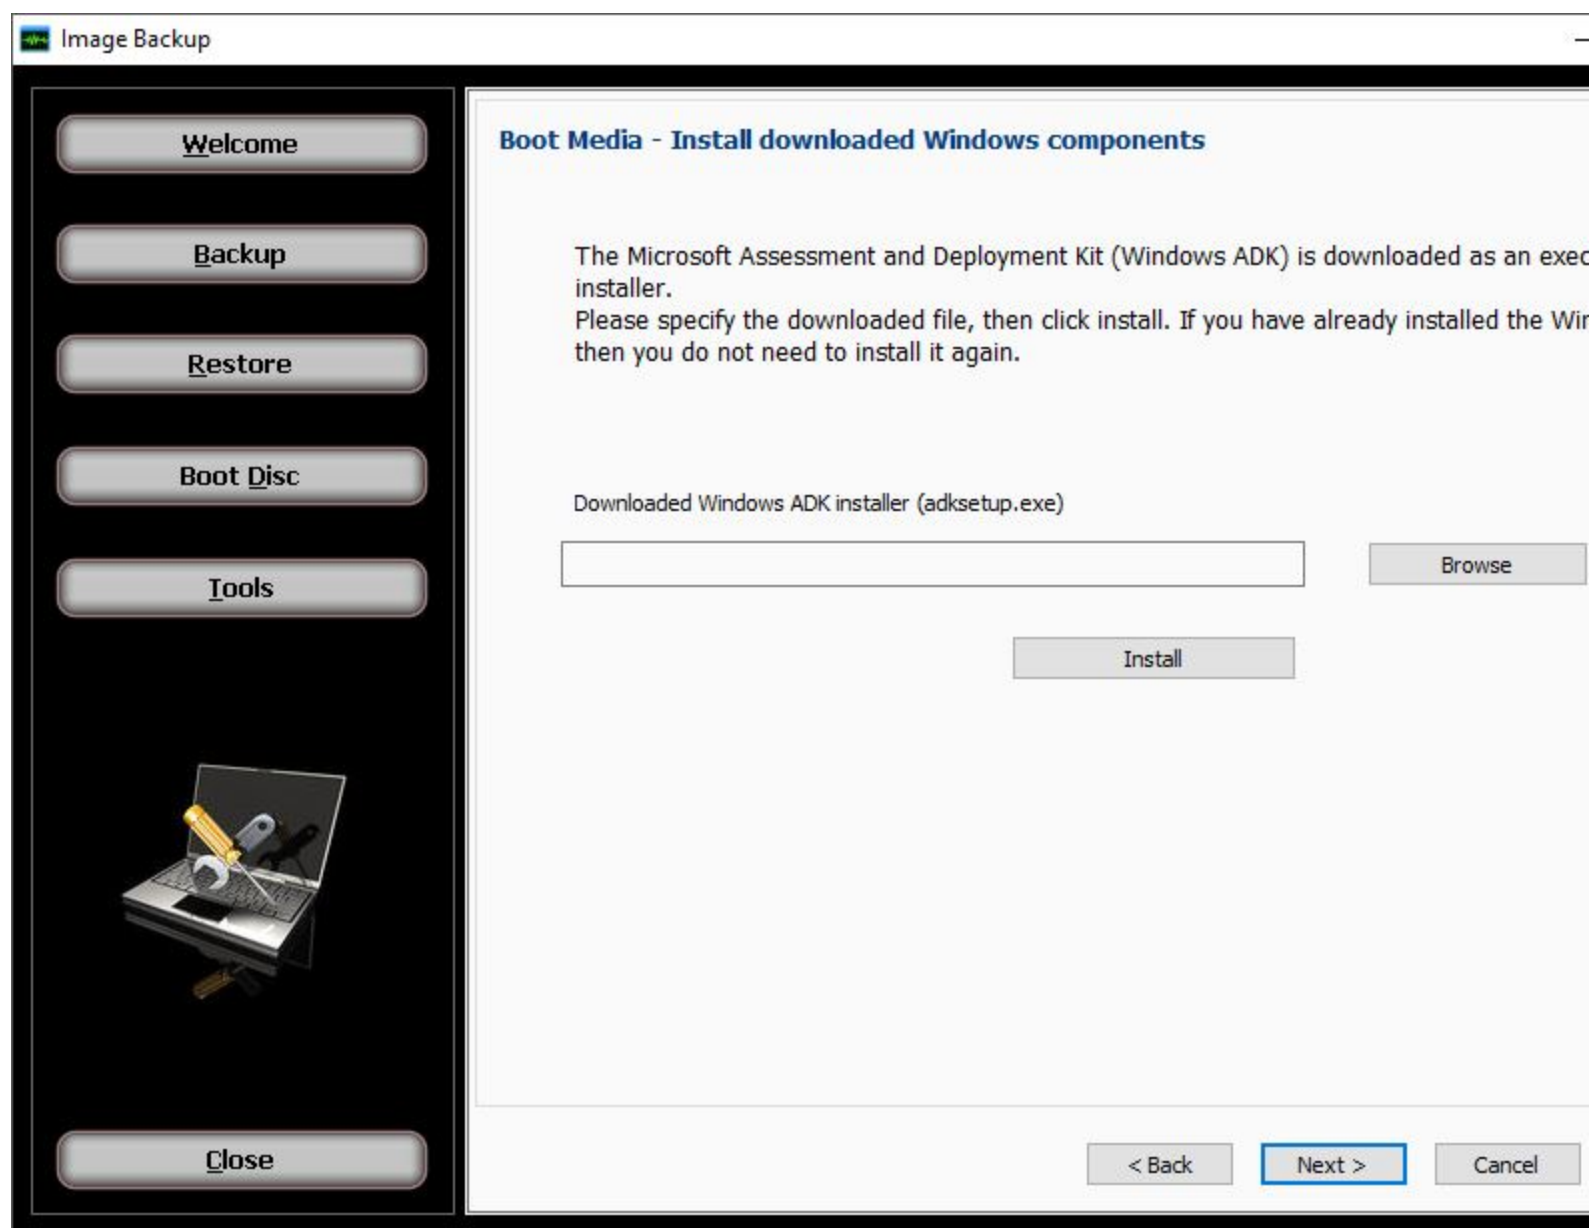 Image Backup
Welcome
Backup
Restore
Boot Disc
Tools
Close
Boot Media - Install downloaded Windows components
The Microsoft Assessment and Deployment Kit (Windows ADK) is downloaded as an
installer.
Please specify the downloaded file, then click install. If you have already installed the
then you do not need to install it again.
Downloaded Windows ADK installer (adksetup.exe)
Browse
Install
< Back
Next >
Cancel